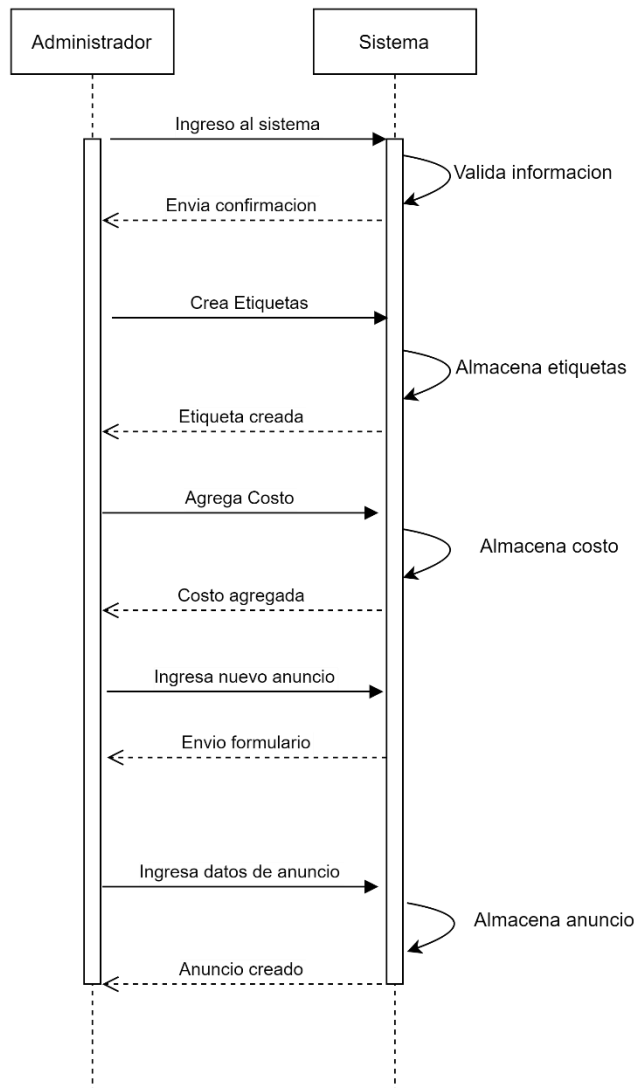 Administrador
Sistema
Ingreso al sistema
Valida informacion
Envia confirmacion
Crea Etiquetas
Almacena etiquetas
Etiqueta creada
Agrega Costo
Almacena costo
Costo agregada
Ingresa nuevo anuncio
Envio formulario
Ingresa datos de anuncio
Almacena anuncio
Anuncio creado